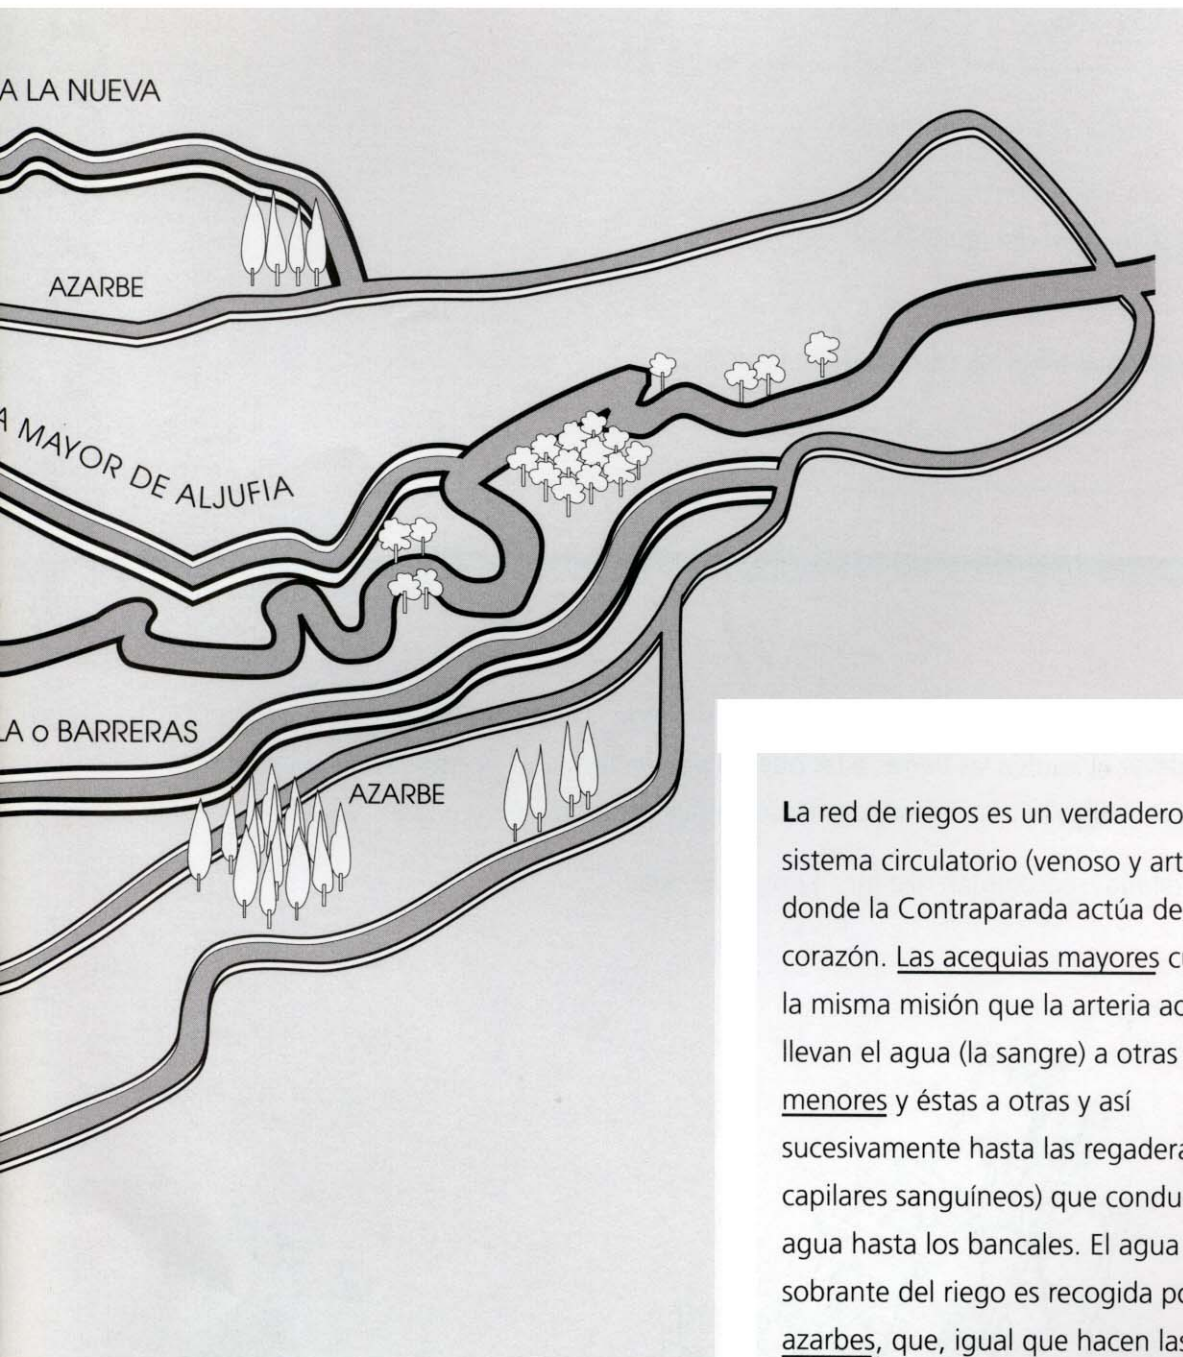 A LA NUEVA
AZARBE
A MAYOR DE ALJUFIA
LA o BARRERAS
AZARBE
La red de riegos es un verdadero
sistema circulatorio (venoso y art
donde la Contraparada actúa de
corazón. Las acequias mayores cu
la misma misión que la arteria ao
llevan el agua (la sangre) a otras
menores y éstas a otras y así
sucesivamente hasta las regadera
capilares sanguíneos) que condu
agua hasta los bancales. El agua
sobrante del riego es recogida po
azarbes, que, igual que hacen las